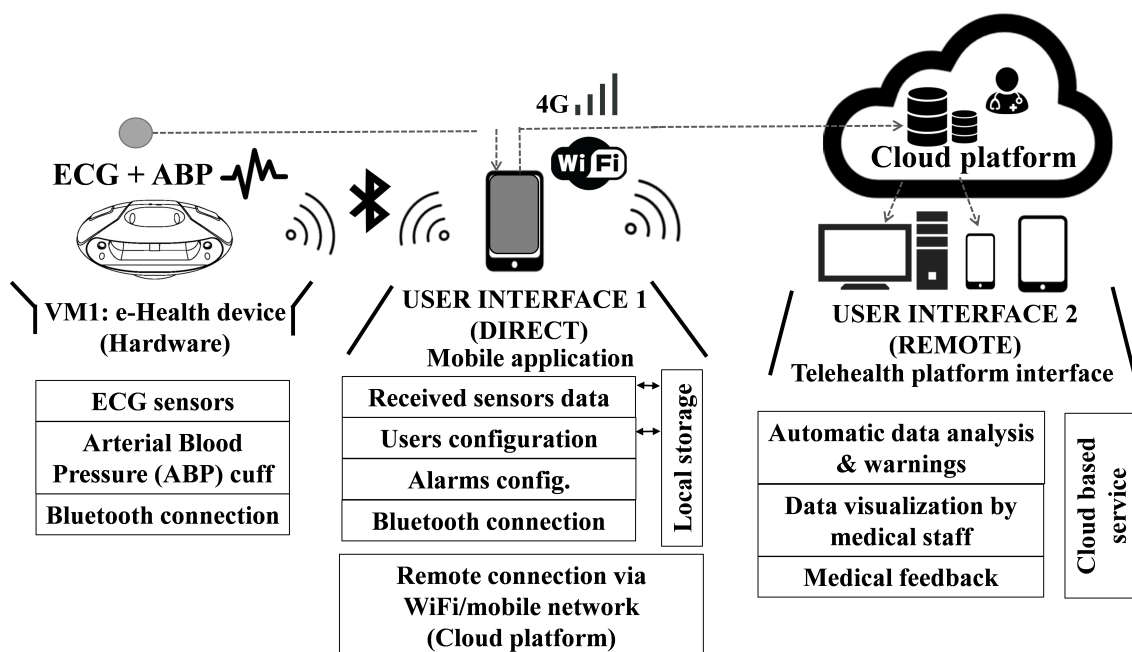 4G
WiFi
Cloud platform
ECG + ABP
VM1: e-Health device
(Hardware)
ECG sensors
Arterial Blood
Pressure (ABP) cuff
Bluetooth connection
USER INTERFACE 1
(DIRECT)
Mobile application
Received sensors data
Users configuration
Alarms config.
Bluetooth connection
Local storage
Remote connection via
WiFi/mobile network
(Cloud platform)
USER INTERFACE 2
(REMOTE)
Telehealth platform interface
Automatic data analysis
& warnings
Data visualization by
medical staff
Medical feedback
Cloud based
service